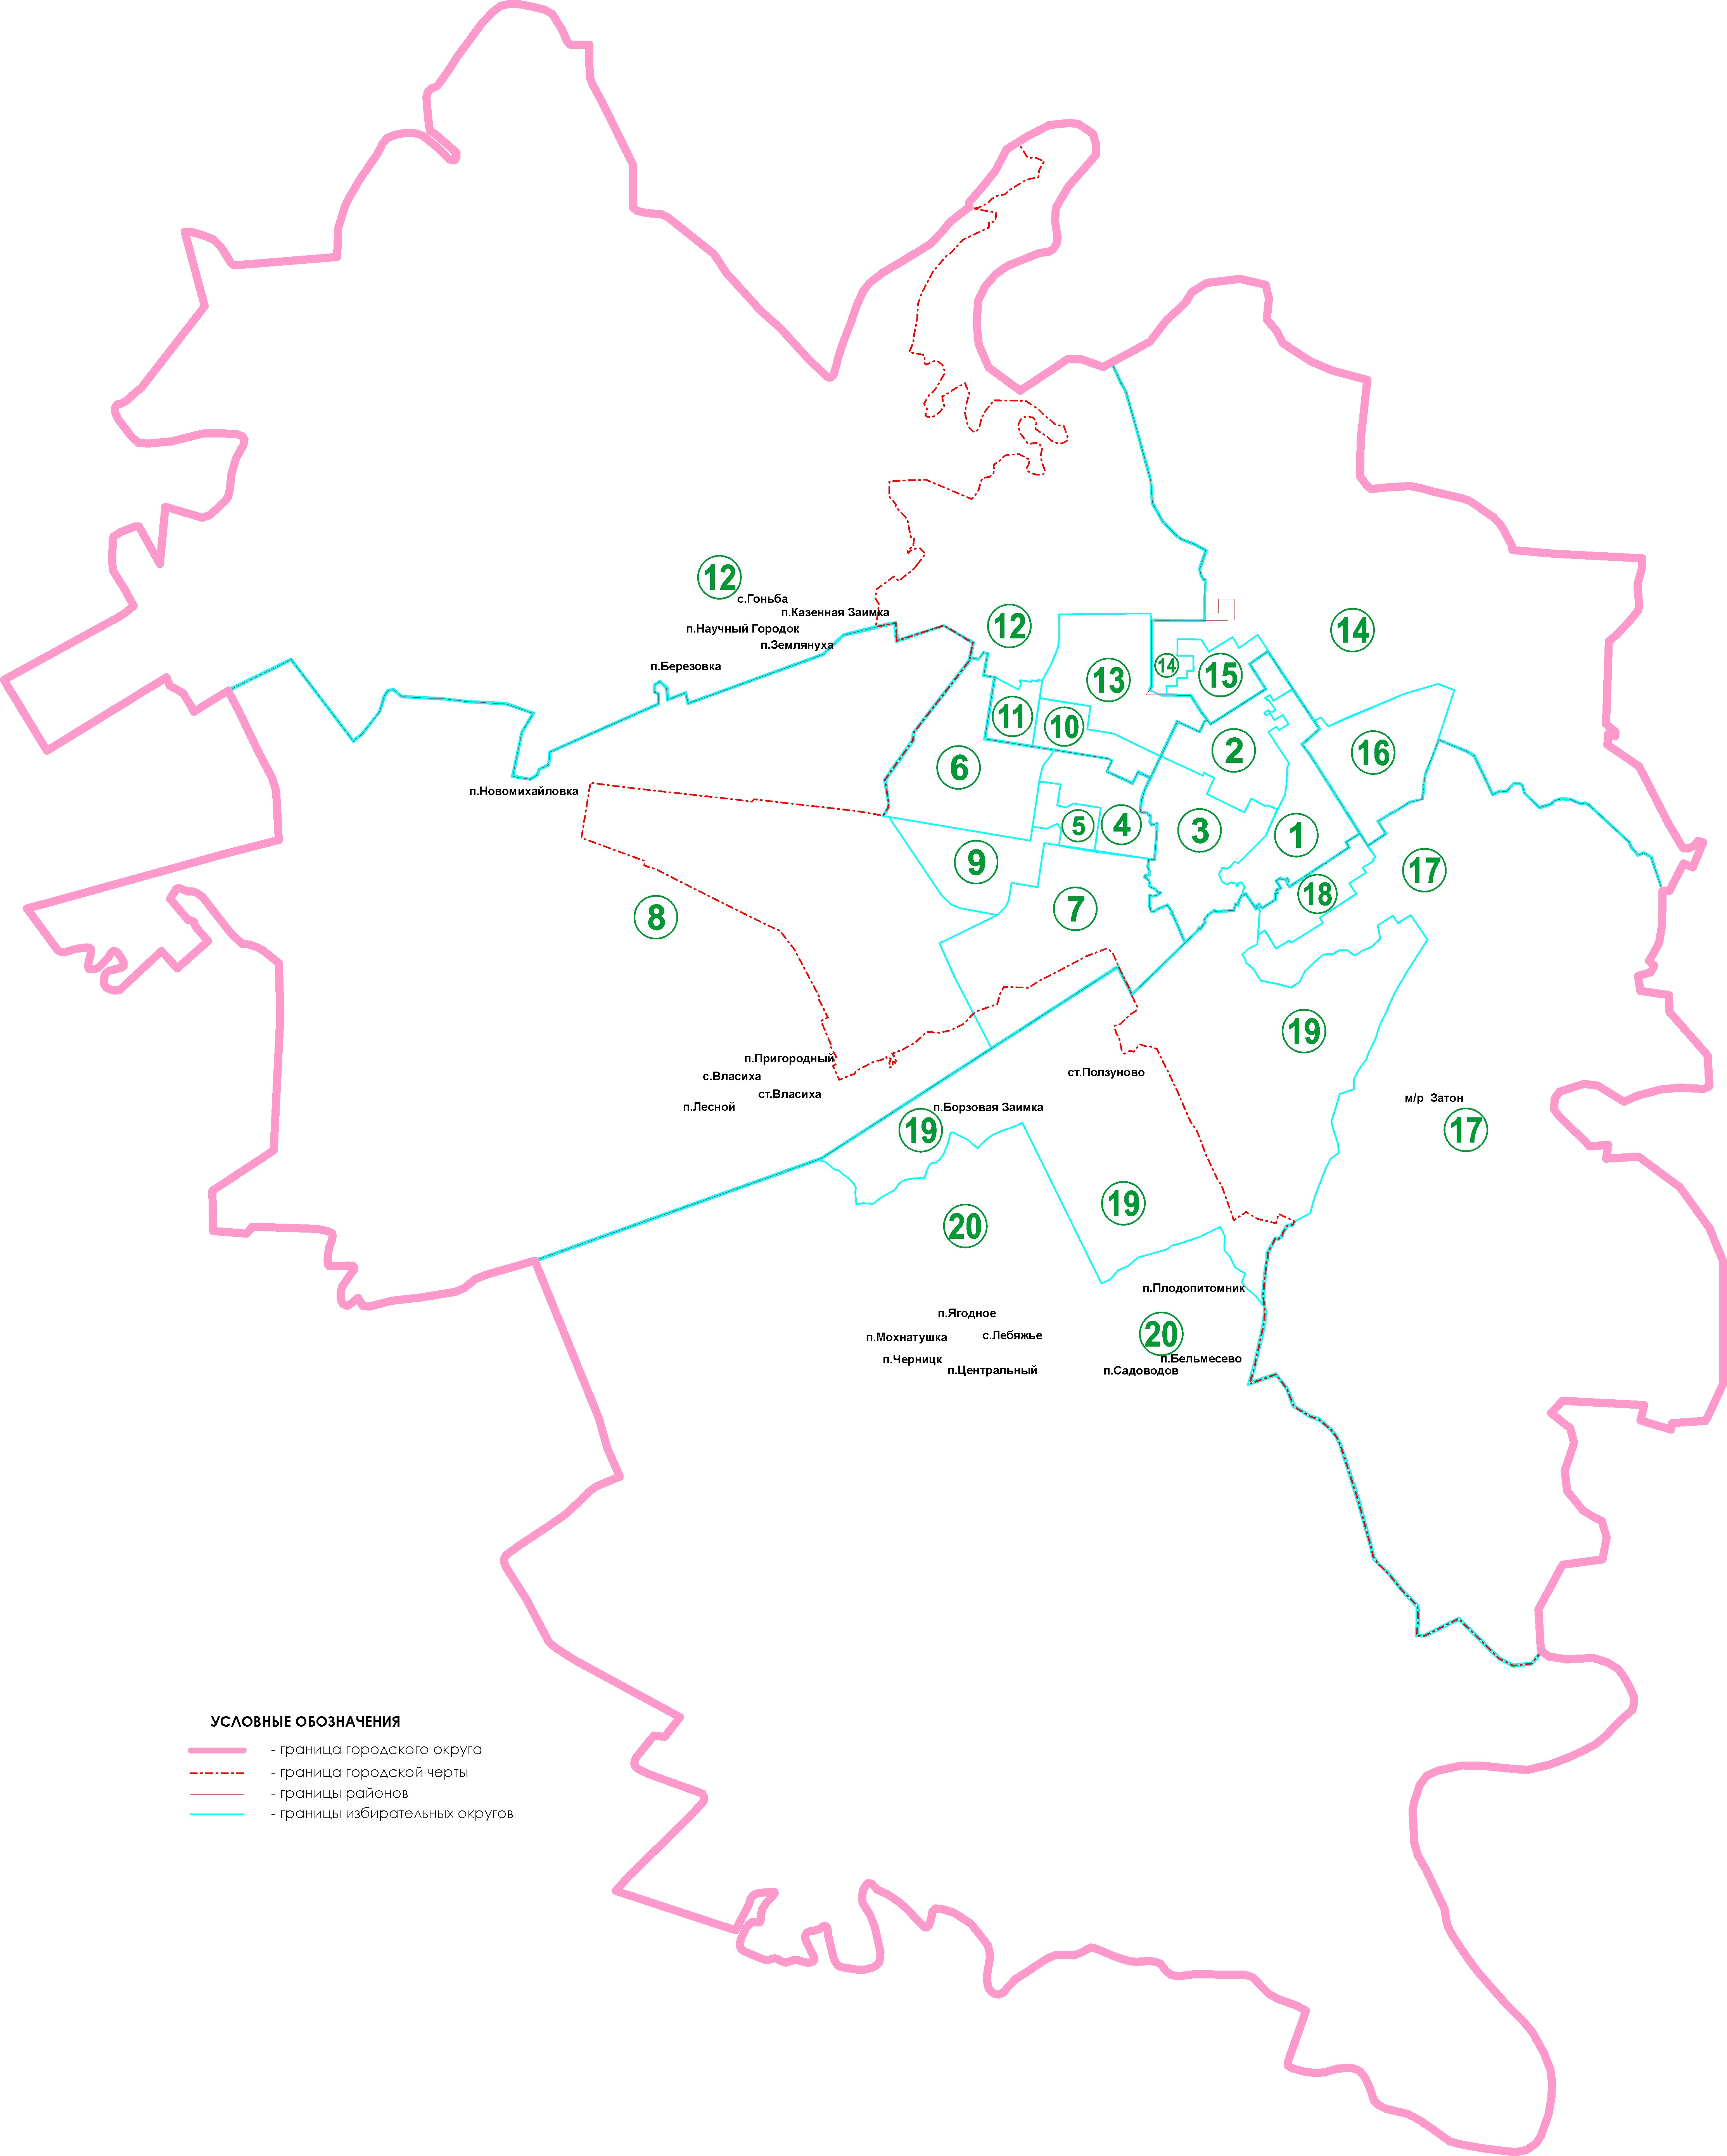 12
с.Гоньба
п.Казенная Заимка
п.Научный Городок
п.Землянуха
п.Березовка
12
14
13
14
15
11
10
2
16
6
п.Новомихайловка
5
4
3
1
9
17
18
8
7
19
п.Пригородный
с.Власиха
ст.Власиха
п.Лесной
ст.Ползуново
п.Борзовая Заимка
19
м/р Затон
17
19
20
п.Плодопитомник
п.Ягодное
п.Мохнатушка
с.Лебяжье
20
п.Черницк
п.Бельмесево
п.Центральный
п.Садоводов
УСЛОВНЫЕ ОБОЗНАЧЕНИЯ
- граница городского округа
- граница городской черты
- границы районов
- границы избирательных округов